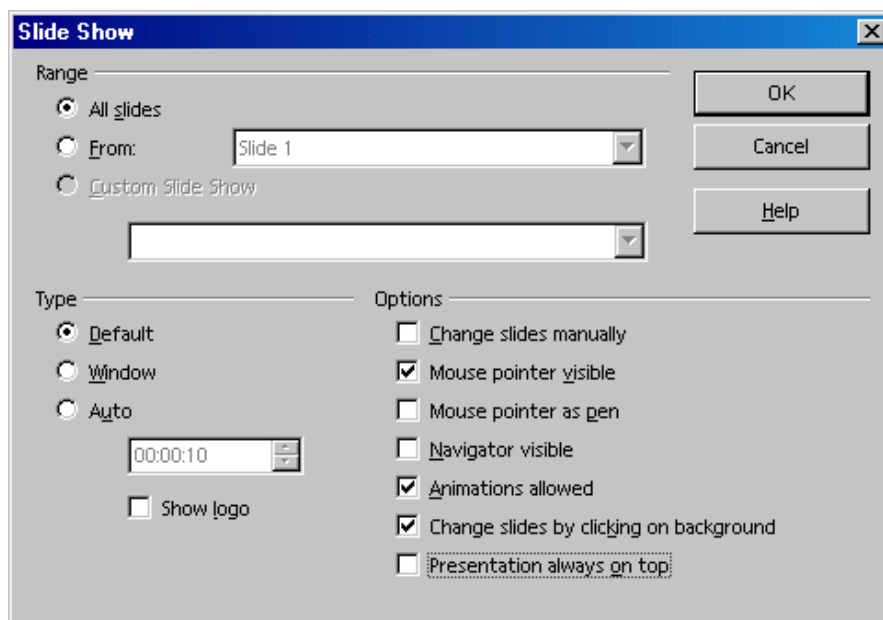 Slide Show
Range
All slides
From: Slide 1
Custom Slide Show
OK
Cancel
Help
Type
Default
Window
Auto
00:00:10
Show logo
Options
Change slides manually
Mouse pointer visible
Mouse pointer as pen
Navigator visible
Animations allowed
Change slides by clicking on background
Presentation always on top